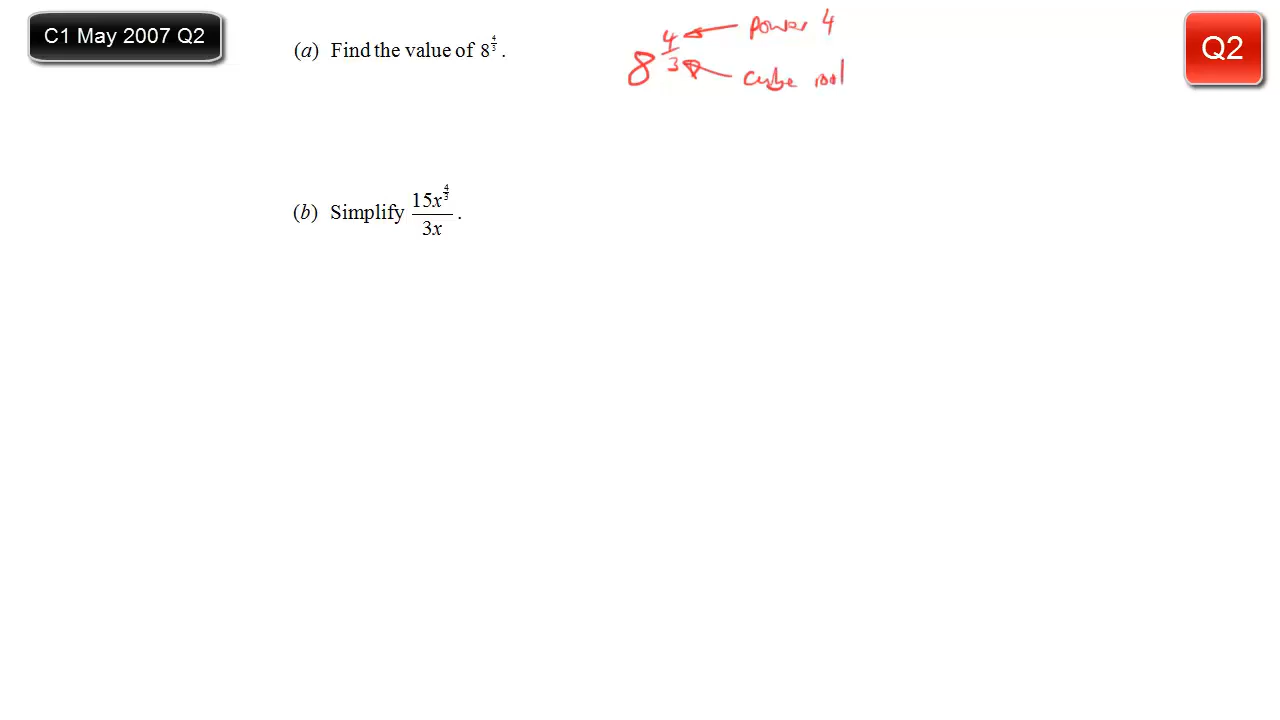 C1 May 2007 Q2
(a) Find the value of 8^(4/3).
8^(4/3)
power 4
cube root
Q2
(b) Simplify 15x^(4/3) / 3x.